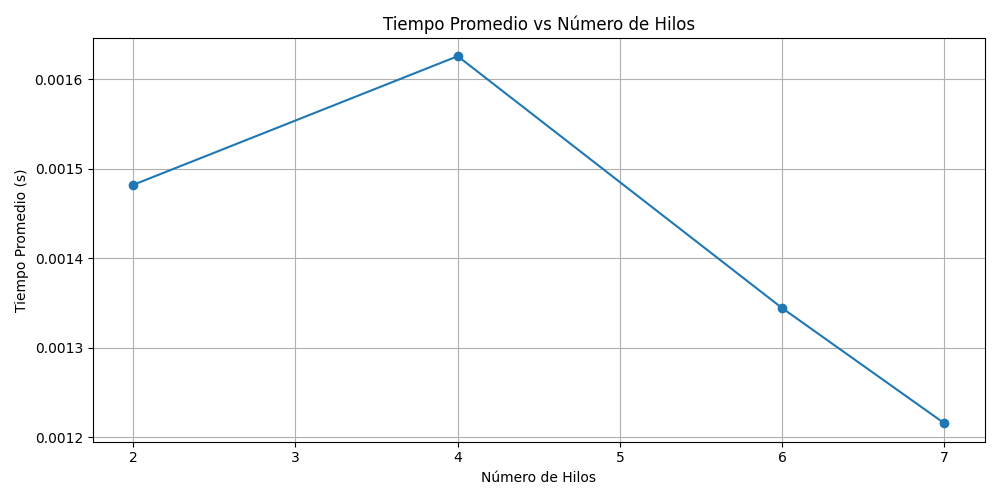 Tiempo Promedio vs Número de Hilos
0.0016
0.0015
0.0014
0.0013
0.0012
Tiempo Promedio (s)
2 3 4 5 6 7
Número de Hilos